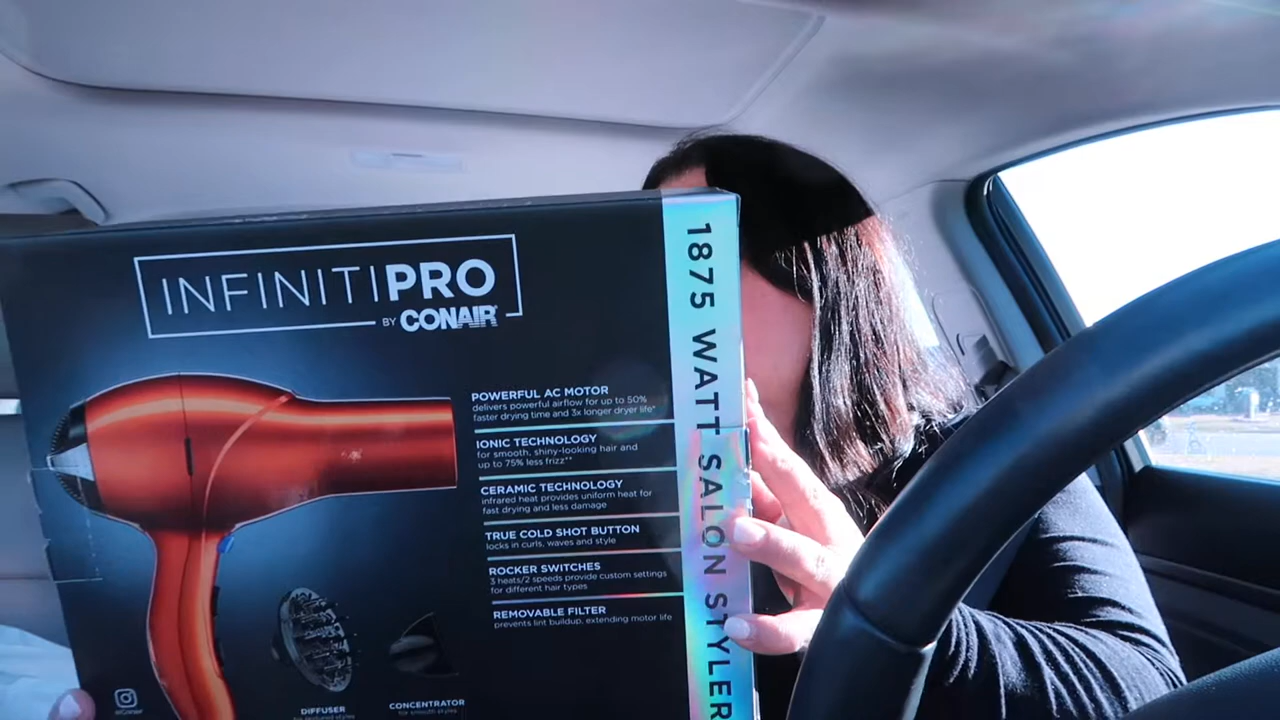 INFINITIPRO
BY CONAIR
POWERFUL AC MOTOR
delivers powerful airflow for up to 50%
faster drying time and 3x longer dryer life*
IONIC TECHNOLOGY
for smooth, shiny-looking hair and
up to 75% less frizz**
CERAMIC TECHNOLOGY
infrared heat provides uniform heat for
fast drying and less damage
TRUE COLD SHOT BUTTON
locks in curls, waves and style
ROCKER SWITCHES
3 heats/2 speeds provide custom settings
for different hair types
REMOVABLE FILTER
prevents lint buildup, extending motor life
1875 WATT SALON STYLER
DIFFUSER
CONCENTRATOR
for smooth styles